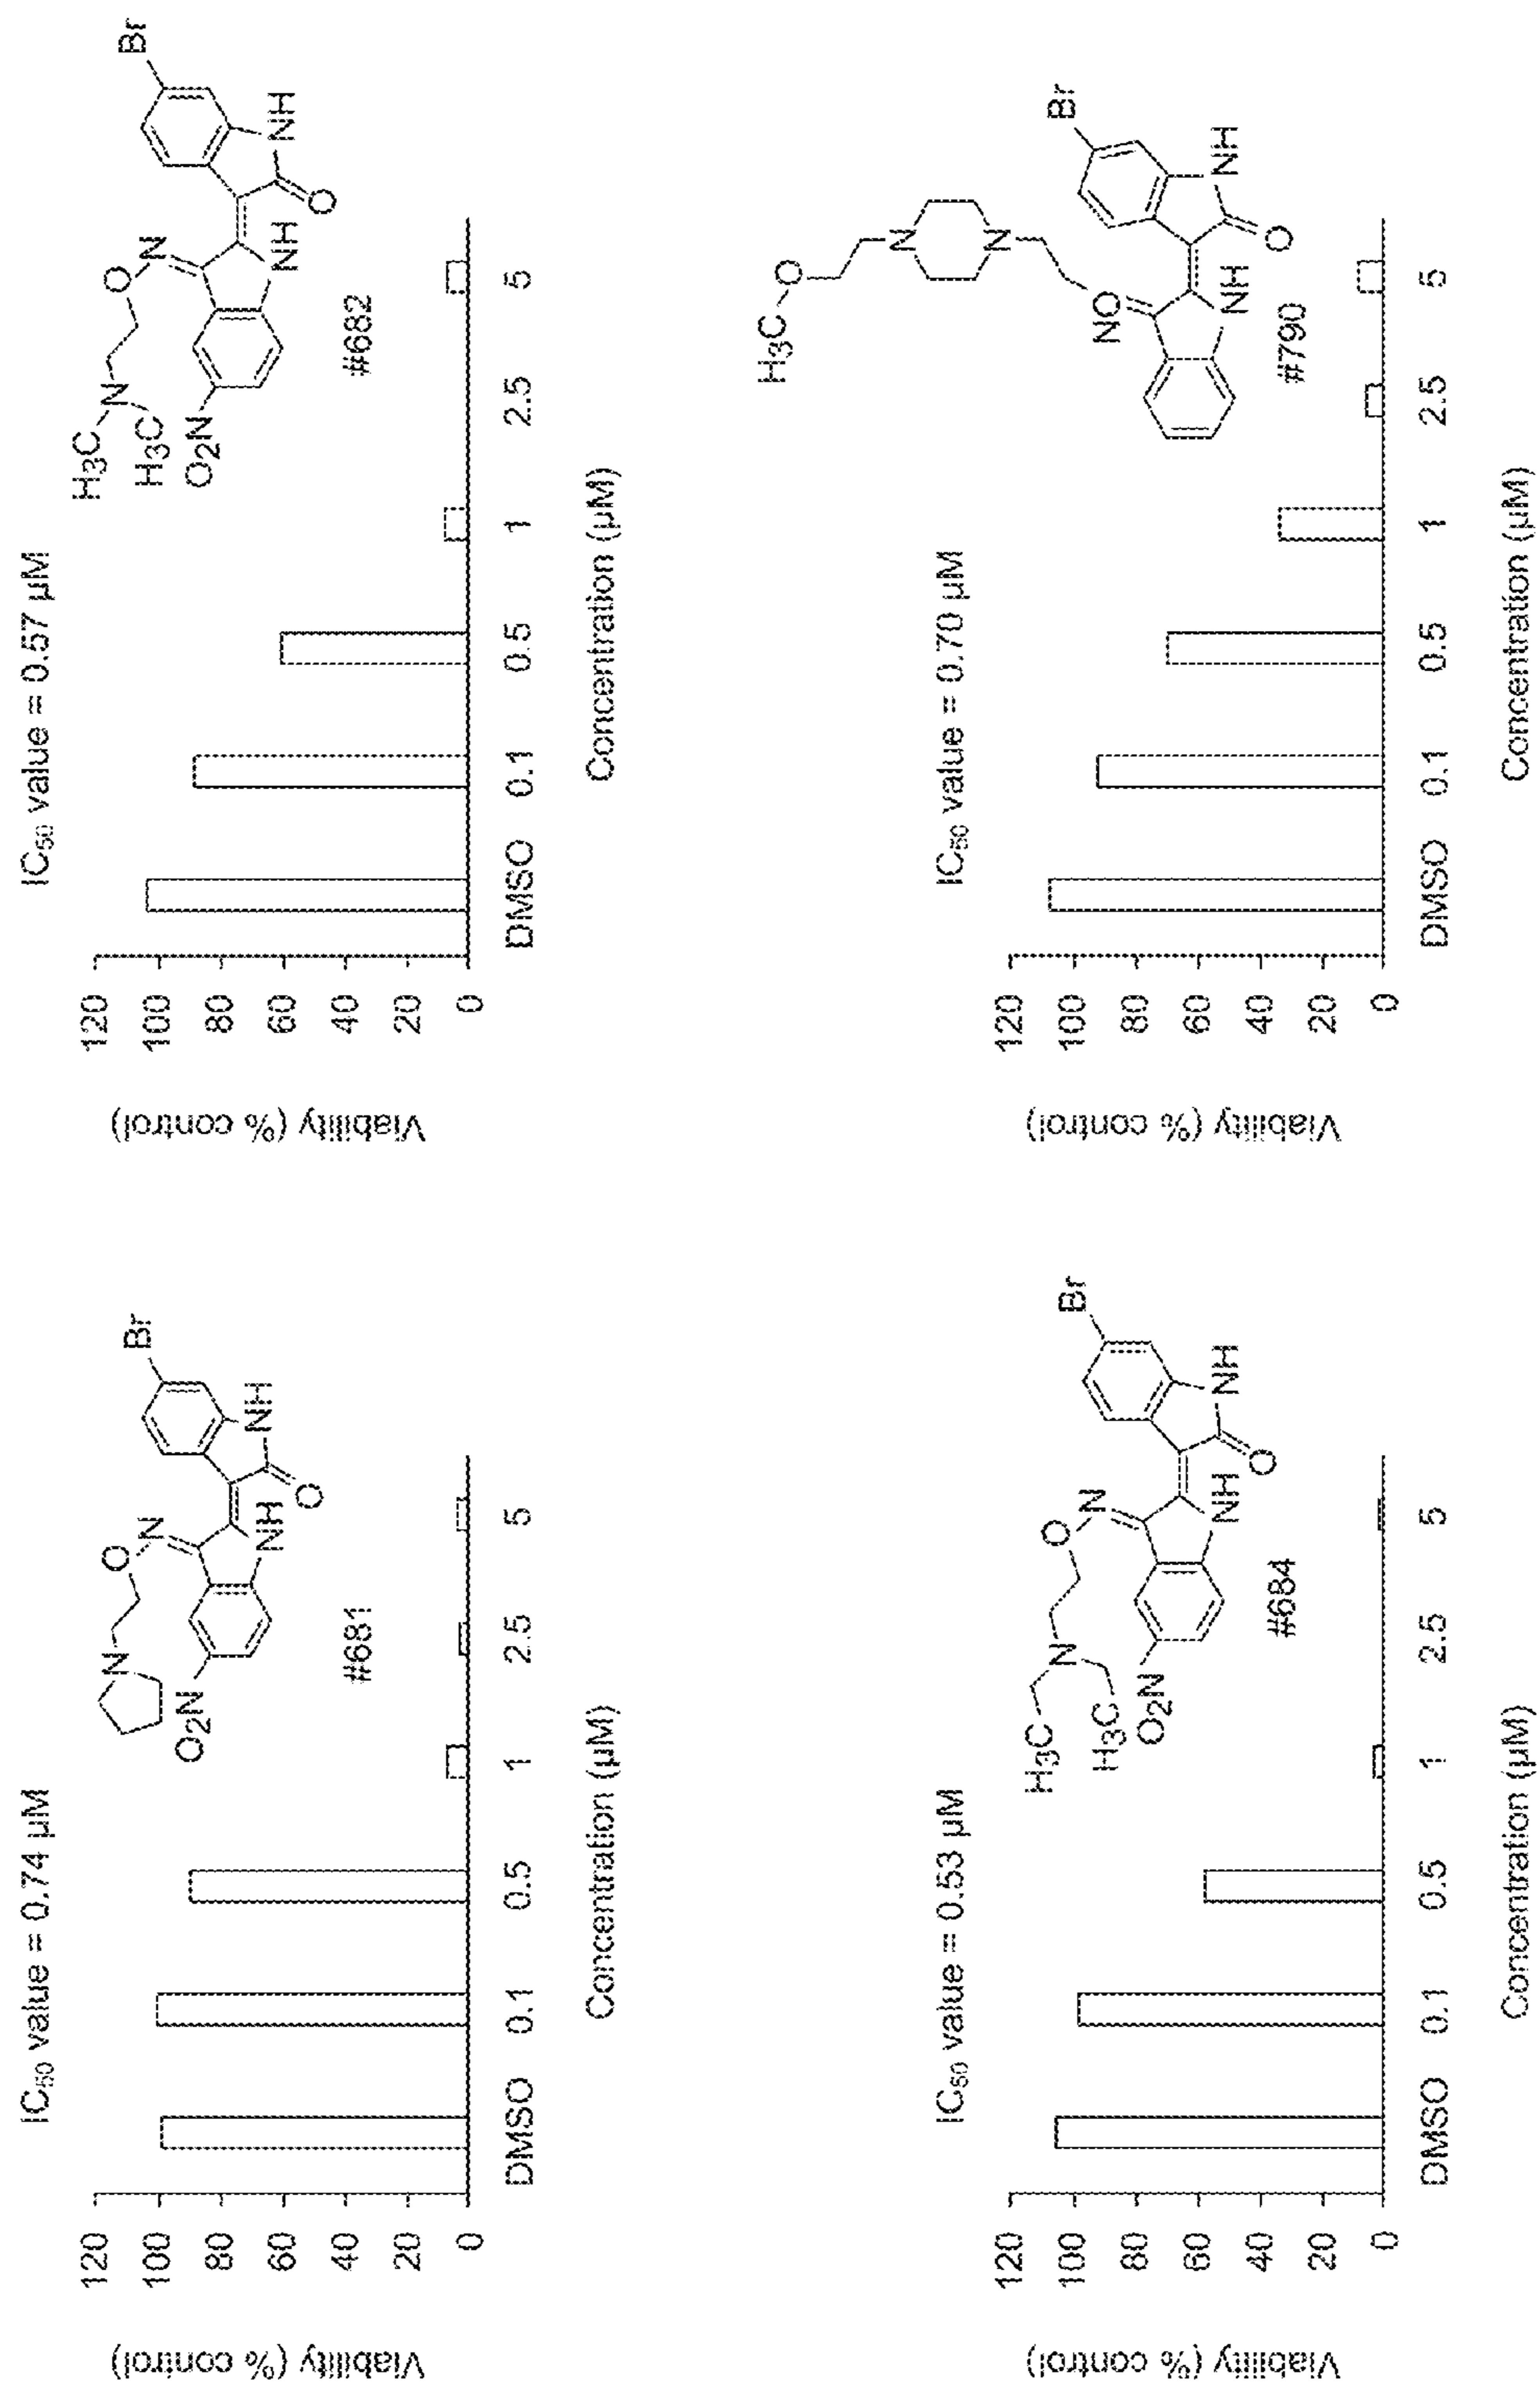 IC50 value = 0.74 µM
Viability (% control)
120
100
80
60
40
20
0
DMSO 0.1 0.5 1 2.5 5
Concentration (µM)
N
O
N
O2N
NH
O
NH
Br
#681
IC50 value = 0.57 µM
Viability (% control)
120
100
80
60
40
20
0
DMSO 0.1 0.5 1 2.5 5
Concentration (µM)
H3C
H3C
N
O
N
O2N
NH
O
NH
Br
#682
IC50 value = 0.53 µM
Viability (% control)
120
100
80
60
40
20
0
DMSO 0.1 0.5 1 2.5 5
Concentration (µM)
H3C
H3C
N
O
N
O2N
NH
O
NH
Br
#684
IC50 value = 0.70 µM
Viability (% control)
120
100
80
60
40
20
0
DMSO 0.1 0.5 1 2.5 5
Concentration (µM)
H3C
O
N
N
NO
NH
O
NH
Br
#790